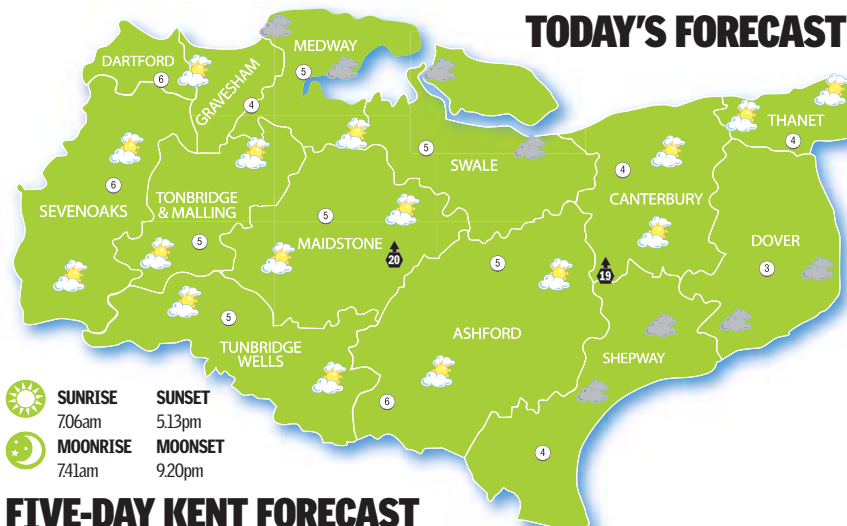 TODAY'S FORECAST
MEDWAY
DARTFORD
5
6
GRAVESHAM
4
THANET
4
5
SWALE
4
6
SEVENOAKS
TONBRIDGE
& MALLING
5
CANTERBURY
5
MAIDSTONE
20
5
19
DOVER
3
5
TUNBRIDGE
WELLS
ASHFORD
SHEPWAY
6
4
SUNRISE SUNSET
7.06am 5.13pm
MOONRISE MOONSET
7.41am 9.20pm
FIVE-DAY KENT FORECAST